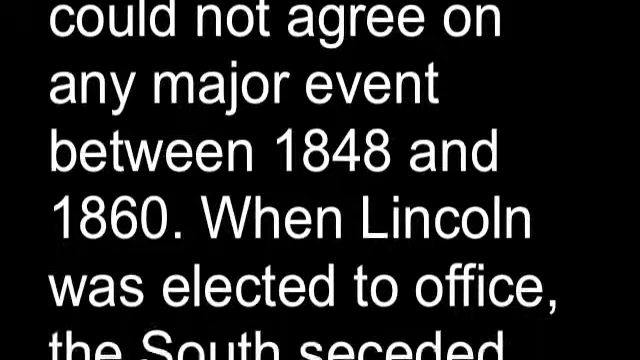 could not agree on
any major event
between 1848 and
1860. When Lincoln
was elected to office,
the South seceded